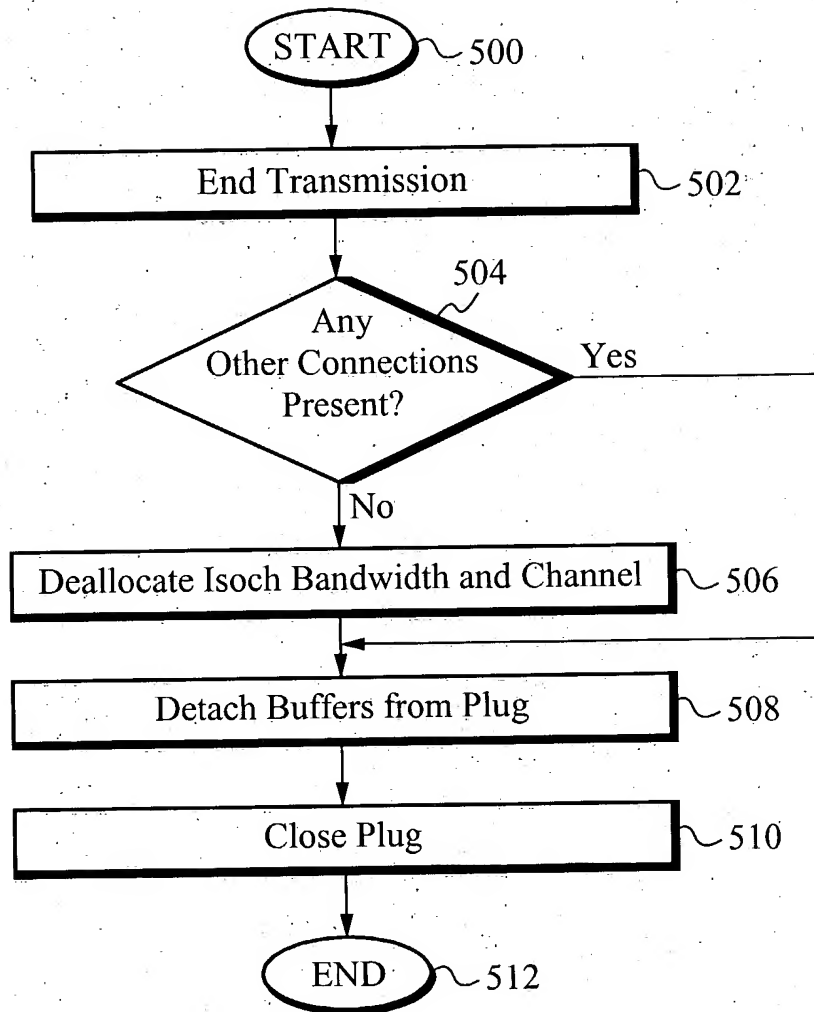 START
500
End Transmission
502
504
Any
Other Connections
Present?
Yes
No
Deallocate Isoch Bandwidth and Channel
506
Detach Buffers from Plug
508
Close Plug
510
END
512